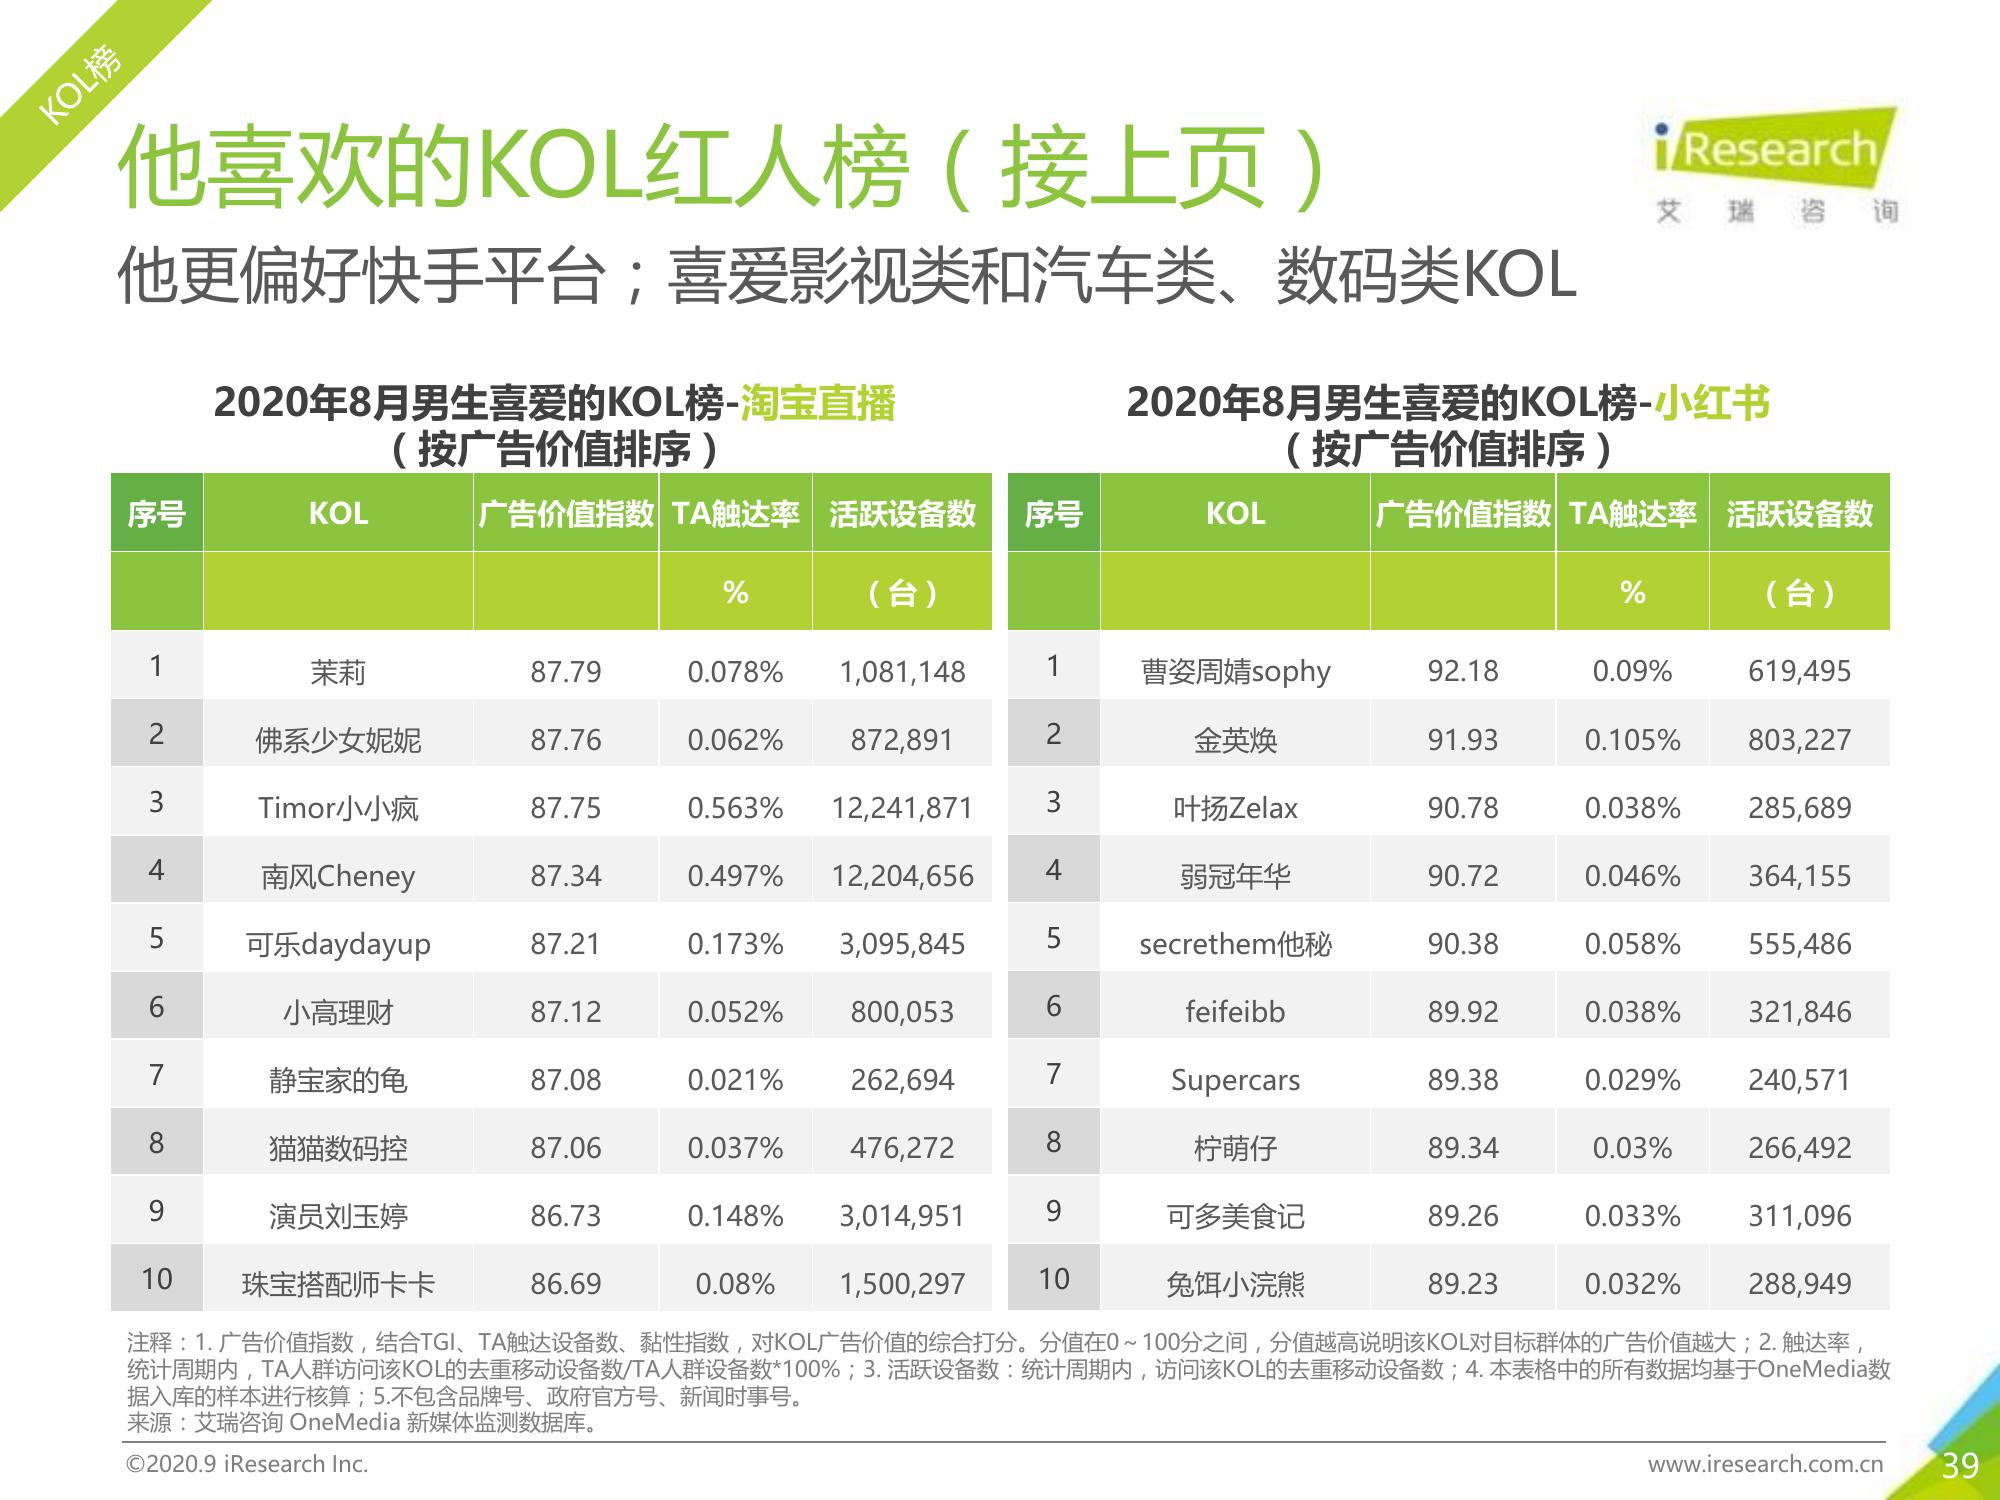 KOL榜
他喜欢的KOL红人榜（接上页）
iResearch
艾瑞咨询
他更偏好快手平台；喜爱影视类和汽车类、数码类KOL
2020年8月男生喜爱的KOL榜-淘宝直播
（按广告价值排序）
序号 KOL 广告价值指数 TA触达率 活跃设备数
% （台）
1 茉莉 87.79 0.078% 1,081,148
2 佛系少女妮妮 87.76 0.062% 872,891
3 Timor小小疯 87.75 0.563% 12,241,871
4 南风Cheney 87.34 0.497% 12,204,656
5 可乐daydayup 87.21 0.173% 3,095,845
6 小高理财 87.12 0.052% 800,053
7 静宝家的龟 87.08 0.021% 262,694
8 猫猫数码控 87.06 0.037% 476,272
9 演员刘玉婷 86.73 0.148% 3,014,951
10 珠宝搭配师卡卡 86.69 0.08% 1,500,297
2020年8月男生喜爱的KOL榜-小红书
（按广告价值排序）
序号 KOL 广告价值指数 TA触达率 活跃设备数
% （台）
1 曹姿周婧sophy 92.18 0.09% 619,495
2 金英焕 91.93 0.105% 803,227
3 叶扬Zelax 90.78 0.038% 285,689
4 弱冠年华 90.72 0.046% 364,155
5 secrethem他秘 90.38 0.058% 555,486
6 feifeibb 89.92 0.038% 321,846
7 Supercars 89.38 0.029% 240,571
8 柠萌仔 89.34 0.03% 266,492
9 可多美食记 89.26 0.033% 311,096
10 兔饵小浣熊 89.23 0.032% 288,949
注释：1. 广告价值指数，结合TGI、TA触达设备数、黏性指数，对KOL广告价值的综合打分。分值在0～100分之间，分值越高说明该KOL对目标群体的广告价值越大；2. 触达率，
统计周期内，TA人群访问该KOL的去重移动设备数/TA人群设备数*100%；3. 活跃设备数：统计周期内，访问该KOL的去重移动设备数；4. 本表格中的所有数据均基于OneMedia数
据入库的样本进行核算；5.不包含品牌号、政府官方号、新闻时事号。
来源：艾瑞咨询 OneMedia 新媒体监测数据库。
©2020.9 iResearch Inc.
www.iresearch.com.cn
39